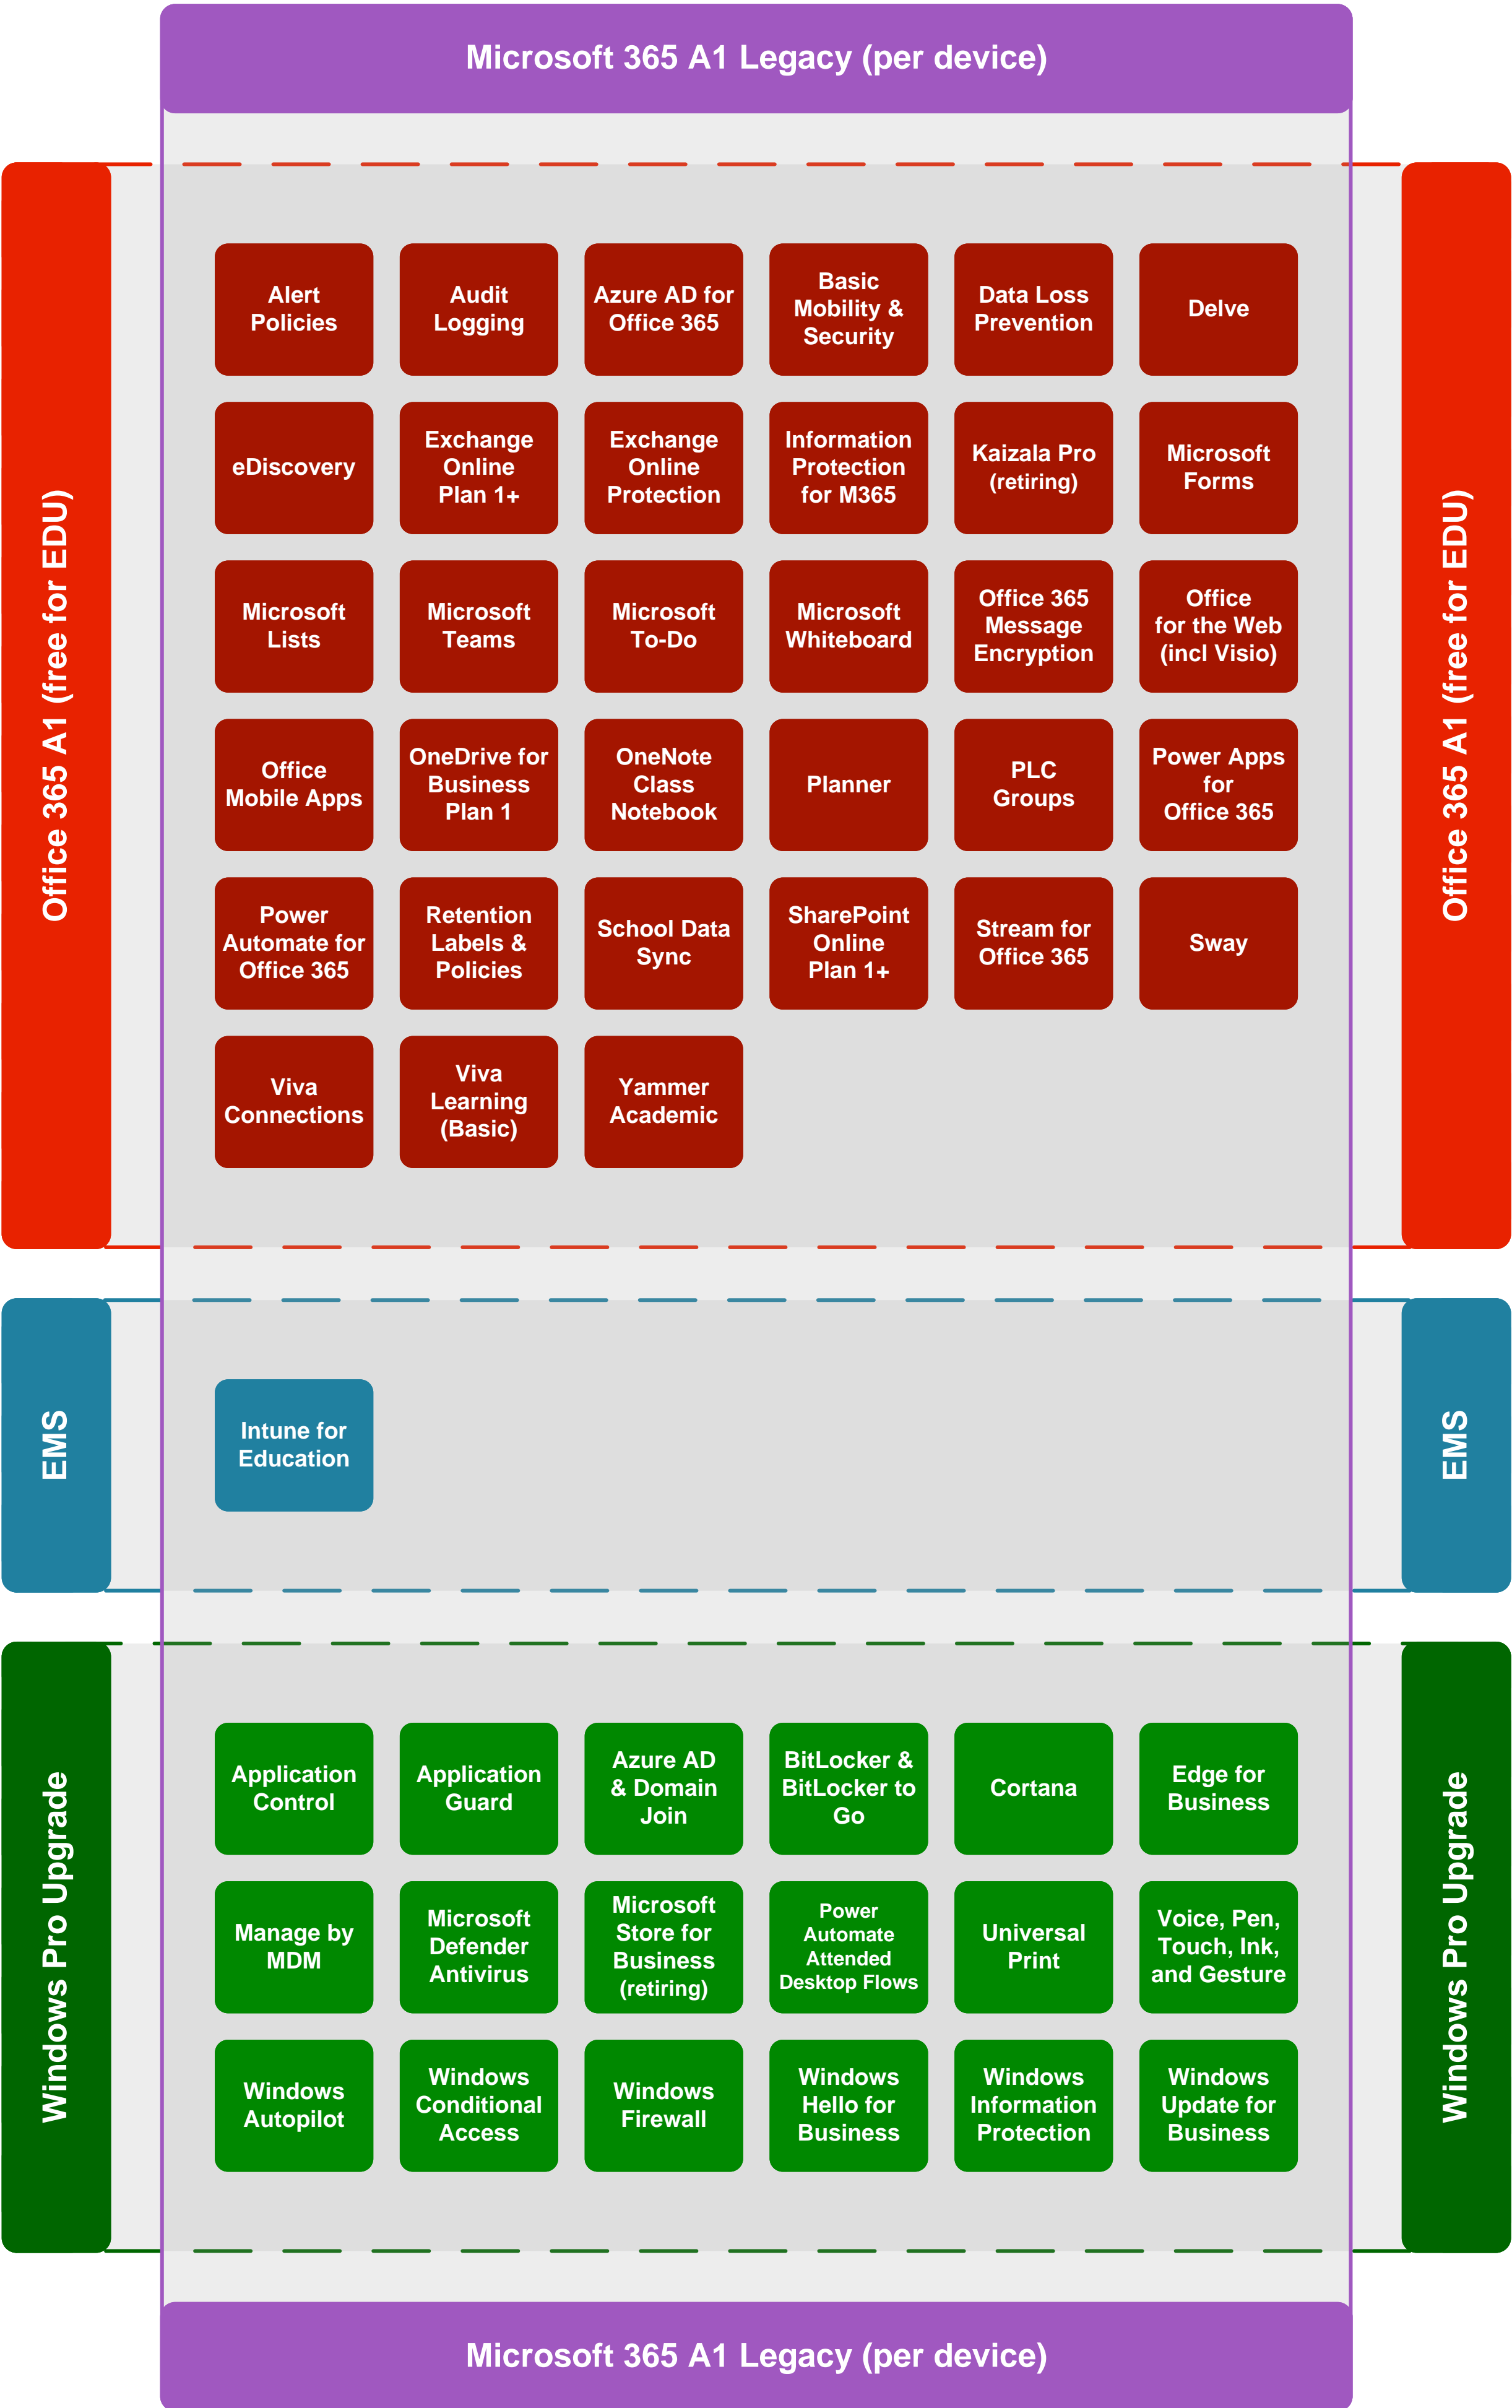 Microsoft 365 A1 Legacy (per device)
Office 365 A1 (free for EDU)
Office 365 A1 (free for EDU)
Alert
Policies
Audit
Logging
Azure AD for
Office 365
Basic
Mobility &
Security
Data Loss
Prevention
Delve
eDiscovery
Exchange
Online
Plan 1+
Exchange
Online
Protection
Information
Protection
for M365
Kaizala Pro
(retiring)
Microsoft
Forms
Microsoft
Lists
Microsoft
Teams
Microsoft
To-Do
Microsoft
Whiteboard
Office 365
Message
Encryption
Office
for the Web
(incl Visio)
Office
Mobile Apps
OneDrive for
Business
Plan 1
OneNote
Class
Notebook
Planner
PLC
Groups
Power Apps
for
Office 365
Power
Automate for
Office 365
Retention
Labels &
Policies
School Data
Sync
SharePoint
Online
Plan 1+
Stream for
Office 365
Sway
Viva
Connections
Viva
Learning
(Basic)
Yammer
Academic
EMS
EMS
Intune for
Education
Windows Pro Upgrade
Windows Pro Upgrade
Application
Control
Application
Guard
Azure AD
& Domain
Join
BitLocker &
BitLocker to
Go
Cortana
Edge for
Business
Manage by
MDM
Microsoft
Defender
Antivirus
Microsoft
Store for
Business
(retiring)
Power
Automate
Attended
Desktop Flows
Universal
Print
Voice, Pen,
Touch, Ink,
and Gesture
Windows
Autopilot
Windows
Conditional
Access
Windows
Firewall
Windows
Hello for
Business
Windows
Information
Protection
Windows
Update for
Business
Microsoft 365 A1 Legacy (per device)